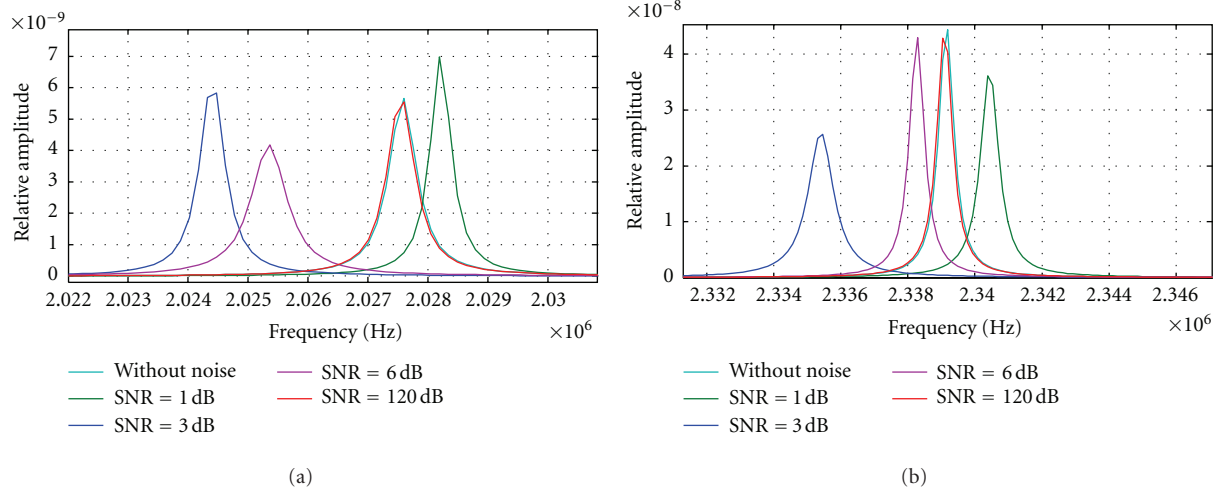 ×10⁻⁹
7
6
5
4
3
2
1
0
Relative amplitude
2.022 2.023 2.024 2.025 2.026 2.027 2.028 2.029 2.03
Frequency (Hz)
×10⁶
Without noise
SNR = 1 dB
SNR = 3 dB
SNR = 6 dB
SNR = 120 dB
(a)
×10⁻⁸
4
3
2
1
0
Relative amplitude
2.332 2.334 2.336 2.338 2.34 2.342 2.344 2.346
Frequency (Hz)
×10⁶
Without noise
SNR = 1 dB
SNR = 3 dB
SNR = 6 dB
SNR = 120 dB
(b)